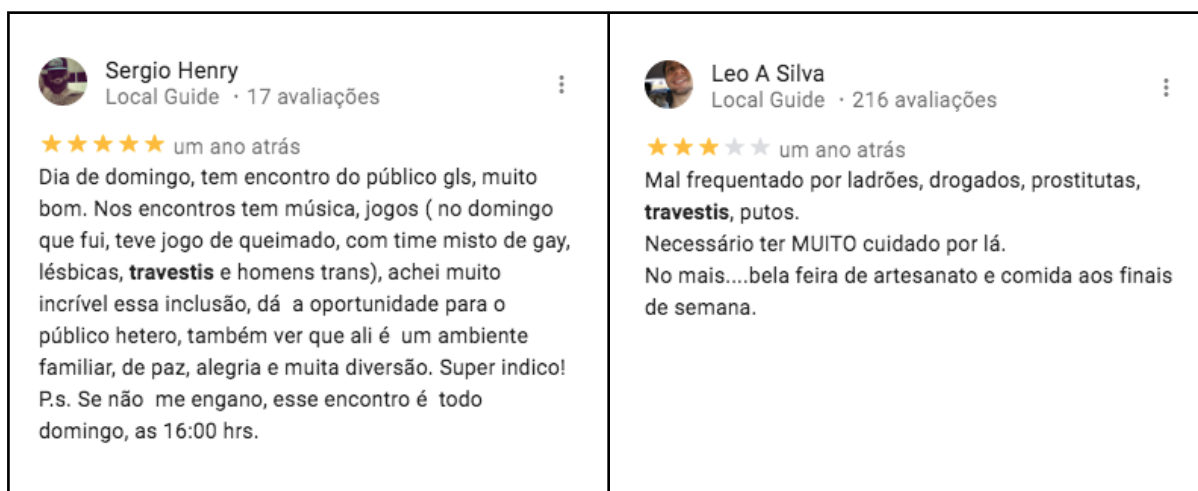 Sergio Henry
Local Guide · 17 avaliações
um ano atrás
Dia de domingo, tem encontro do público gls, muito
bom. Nos encontros tem música, jogos ( no domingo
que fui, teve jogo de queimado, com time misto de gay,
lésbicas, travestis e homens trans), achei muito
incrível essa inclusão, dá  a oportunidade para o
público hetero, também ver que ali é  um ambiente
familiar, de paz, alegria e muita diversão. Super indico!
P.s. Se não  me engano, esse encontro é  todo
domingo, as 16:00 hrs.
Leo A Silva
Local Guide · 216 avaliações
um ano atrás
Mal frequentado por ladrões, drogados, prostitutas,
travestis, putos.
Necessário ter MUITO cuidado por lá.
No mais....bela feira de artesanato e comida aos finais
de semana.